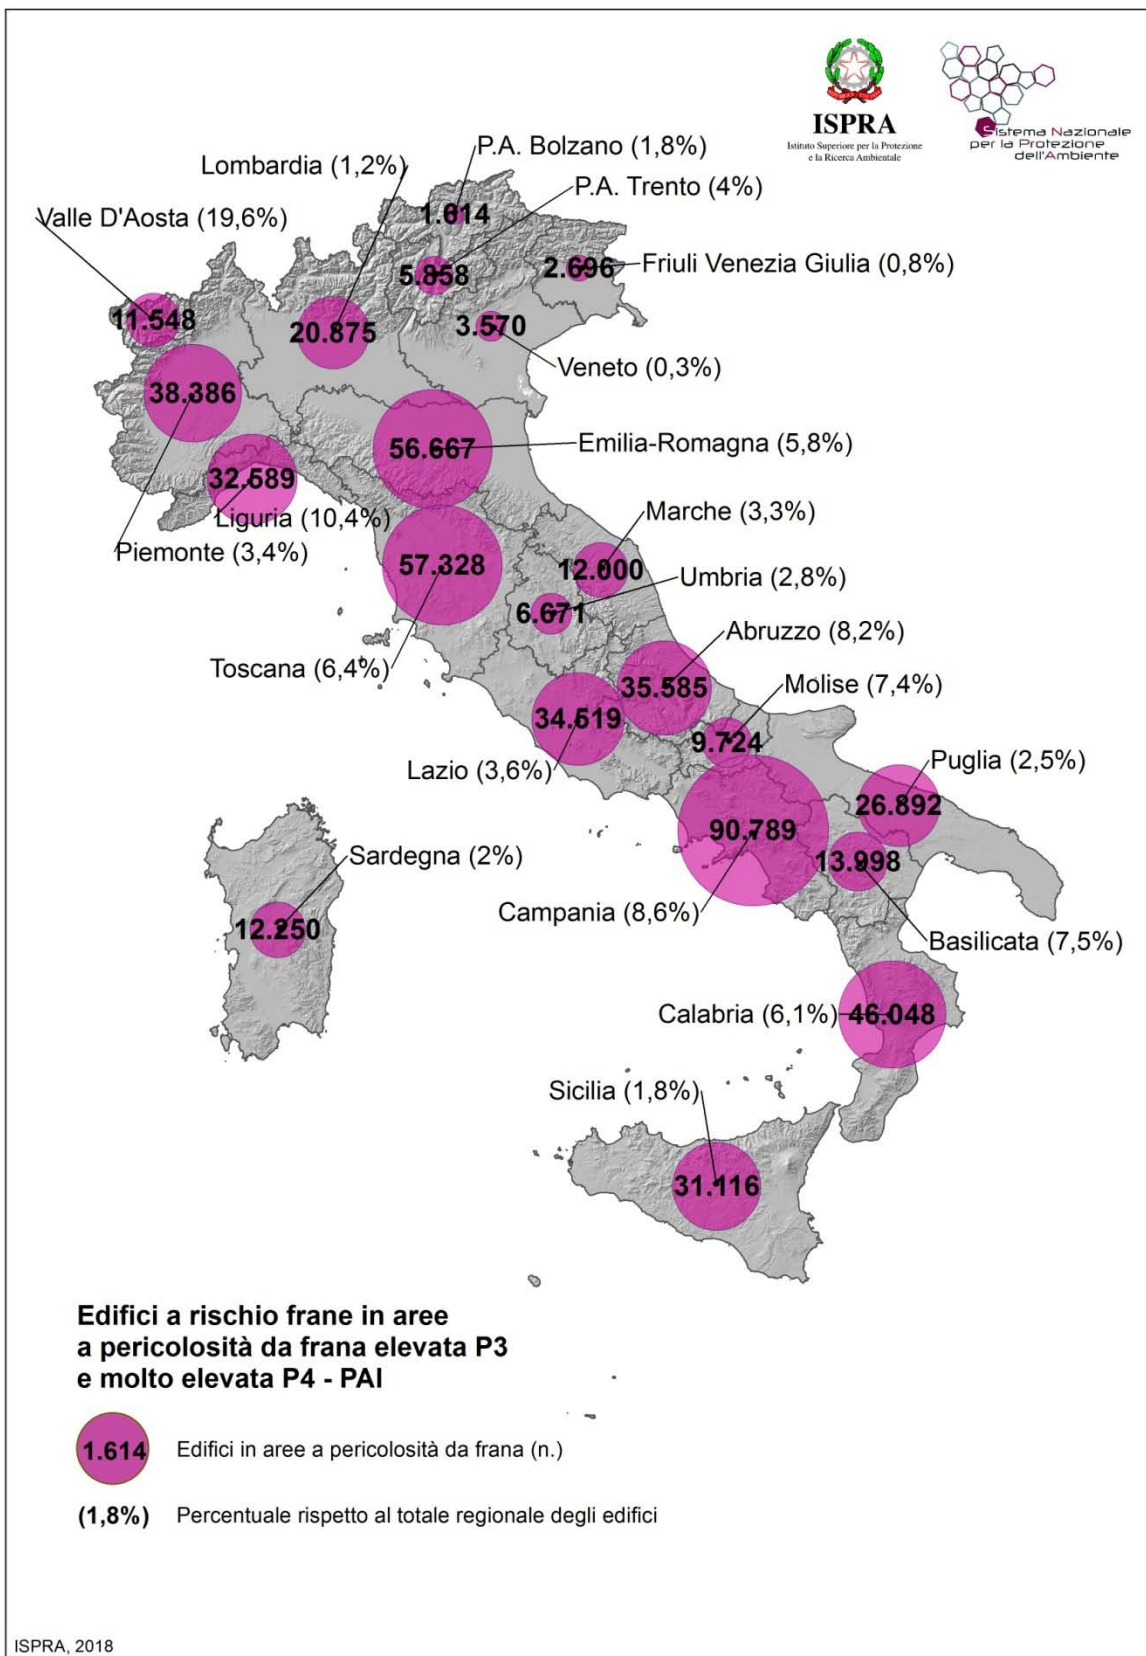 ISPRA
Istituto Superiore per la Protezione
e la Ricerca Ambientale
Sistema Nazionale
per la Protezione
dell'Ambiente
P.A. Bolzano (1,8%)
Lombardia (1,2%)
P.A. Trento (4%)
Valle D'Aosta (19,6%)
1.614
5.858
2.696
Friuli Venezia Giulia (0,8%)
11.548
20.875
3.570
Veneto (0,3%)
38.386
56.667
Emilia-Romagna (5,8%)
32.589
Liguria (10,4%)
Marche (3,3%)
Piemonte (3,4%)
57.328
12.000
Umbria (2,8%)
6.671
Abruzzo (8,2%)
Toscana (6,4%)
35.585
Molise (7,4%)
34.519
9.724
Lazio (3,6%)
Puglia (2,5%)
26.892
90.789
Sardegna (2%)
13.998
Campania (8,6%)
12.250
Basilicata (7,5%)
Calabria (6,1%)
46.048
Sicilia (1,8%)
31.116
Edifici a rischio frane in aree
a pericolosità da frana elevata P3
e molto elevata P4 - PAI
1.614
Edifici in aree a pericolosità da frana (n.)
(1,8%)
Percentuale rispetto al totale regionale degli edifici
ISPRA, 2018